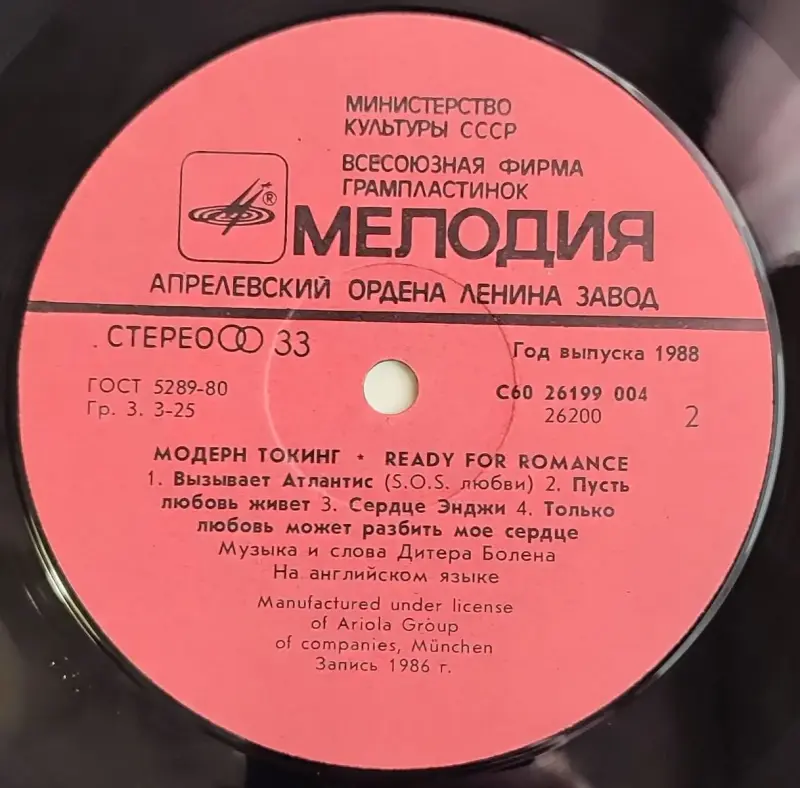 МИНИСТЕРСТВО
КУЛЬТУРЫ СССР
ВСЕСОЮЗНАЯ ФИРМА
ГРАМПЛАСТИНОК
®
МЕЛОДИЯ
АПРЕЛЕВСКИЙ ОРДЕНА ЛЕНИНА ЗАВОД
СТЕРЕО 33
Год выпуска 1988
ГОСТ 5289-80
С60 26199 004
Гр. 3. 3-25
26200
2
МОДЕРН ТОКИНГ • READY FOR ROMANCE
1. Вызывает Атлантис (S.O.S. любви) 2. Пусть
любовь живет 3. Сердце Энджи 4. Только
любовь может разбить мое сердце
Музыка и слова Дитера Болена
На английском языке
Manufactured under license
of Ariola Group
of companies, München
Запись 1986 г.